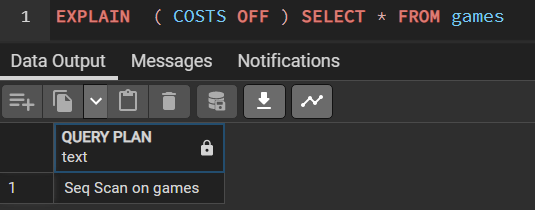 1 EXPLAIN ( COSTS OFF ) SELECT * FROM games
Data Output Messages Notifications
QUERY PLAN
text
1 Seq Scan on games